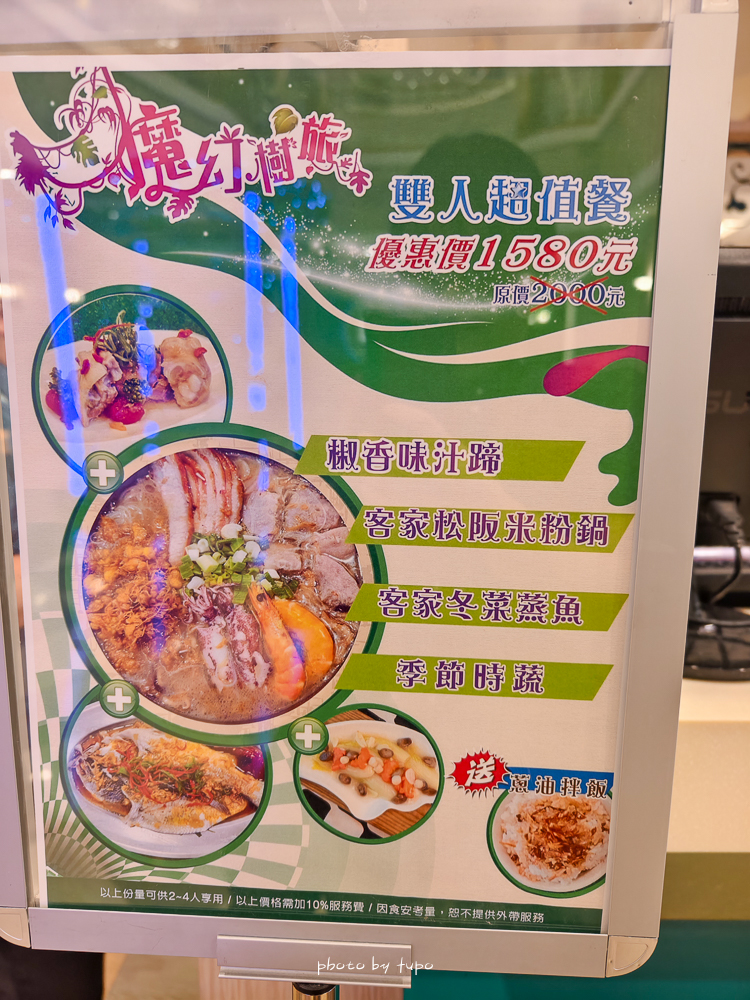 魔幻樹旅
雙人超值餐
優惠價1580元
原價2000元
椒香味汁蹄
客家松阪米粉鍋
客家冬菜蒸魚
季節時蔬
送 蔥油拌飯
以上份量可供2~4人享用 / 以上價格需加10%服務費 / 因食安考量，恕不提供外帶服務
photo by tupo